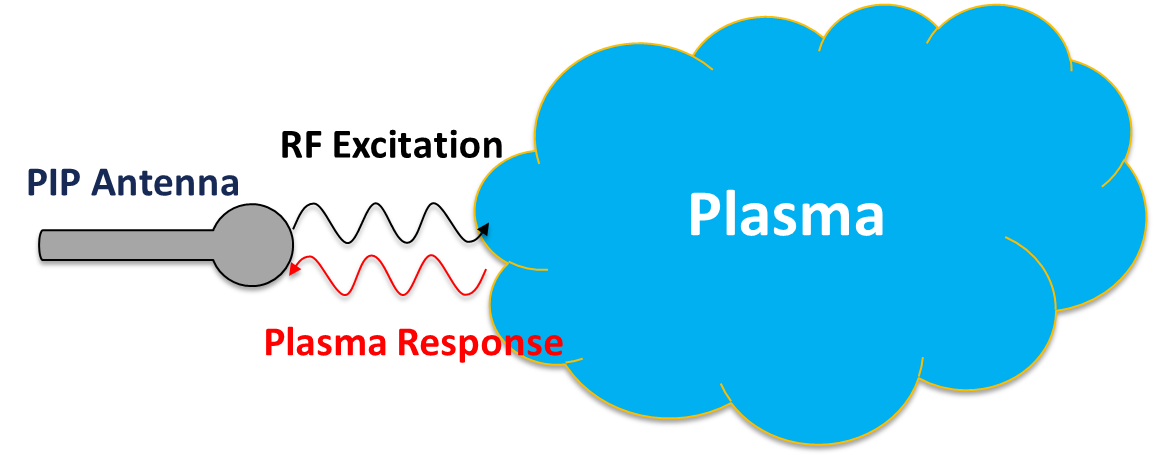 RF Excitation
PIP Antenna
Plasma
Plasma Response